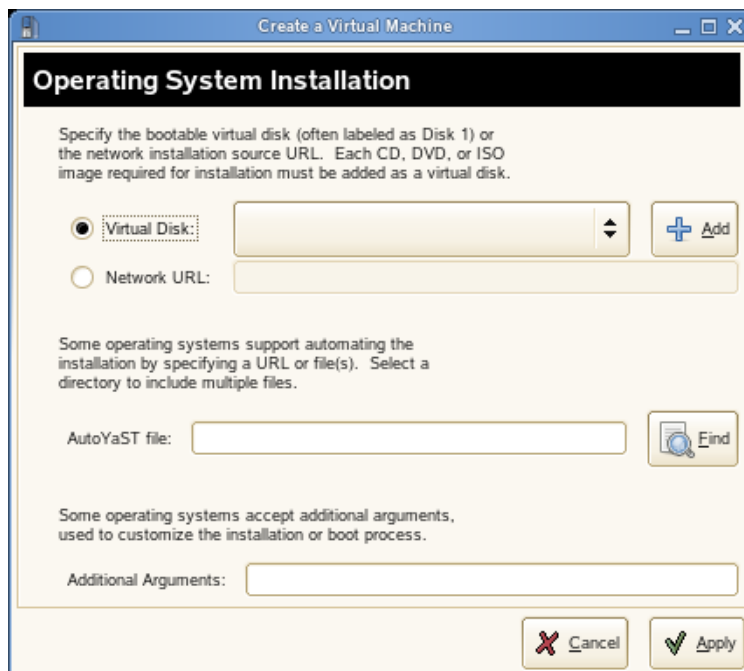 Create a Virtual Machine
Operating System Installation
Specify the bootable virtual disk (often labeled as Disk 1) or
the network installation source URL.  Each CD, DVD, or ISO
image required for installation must be added as a virtual disk.
Virtual Disk:
Add
Network URL:
Some operating systems support automating the
installation by specifying a URL or file(s).  Select a
directory to include multiple files.
AutoYaST file:
Find
Some operating systems accept additional arguments,
used to customize the installation or boot process.
Additional Arguments:
Cancel
Apply